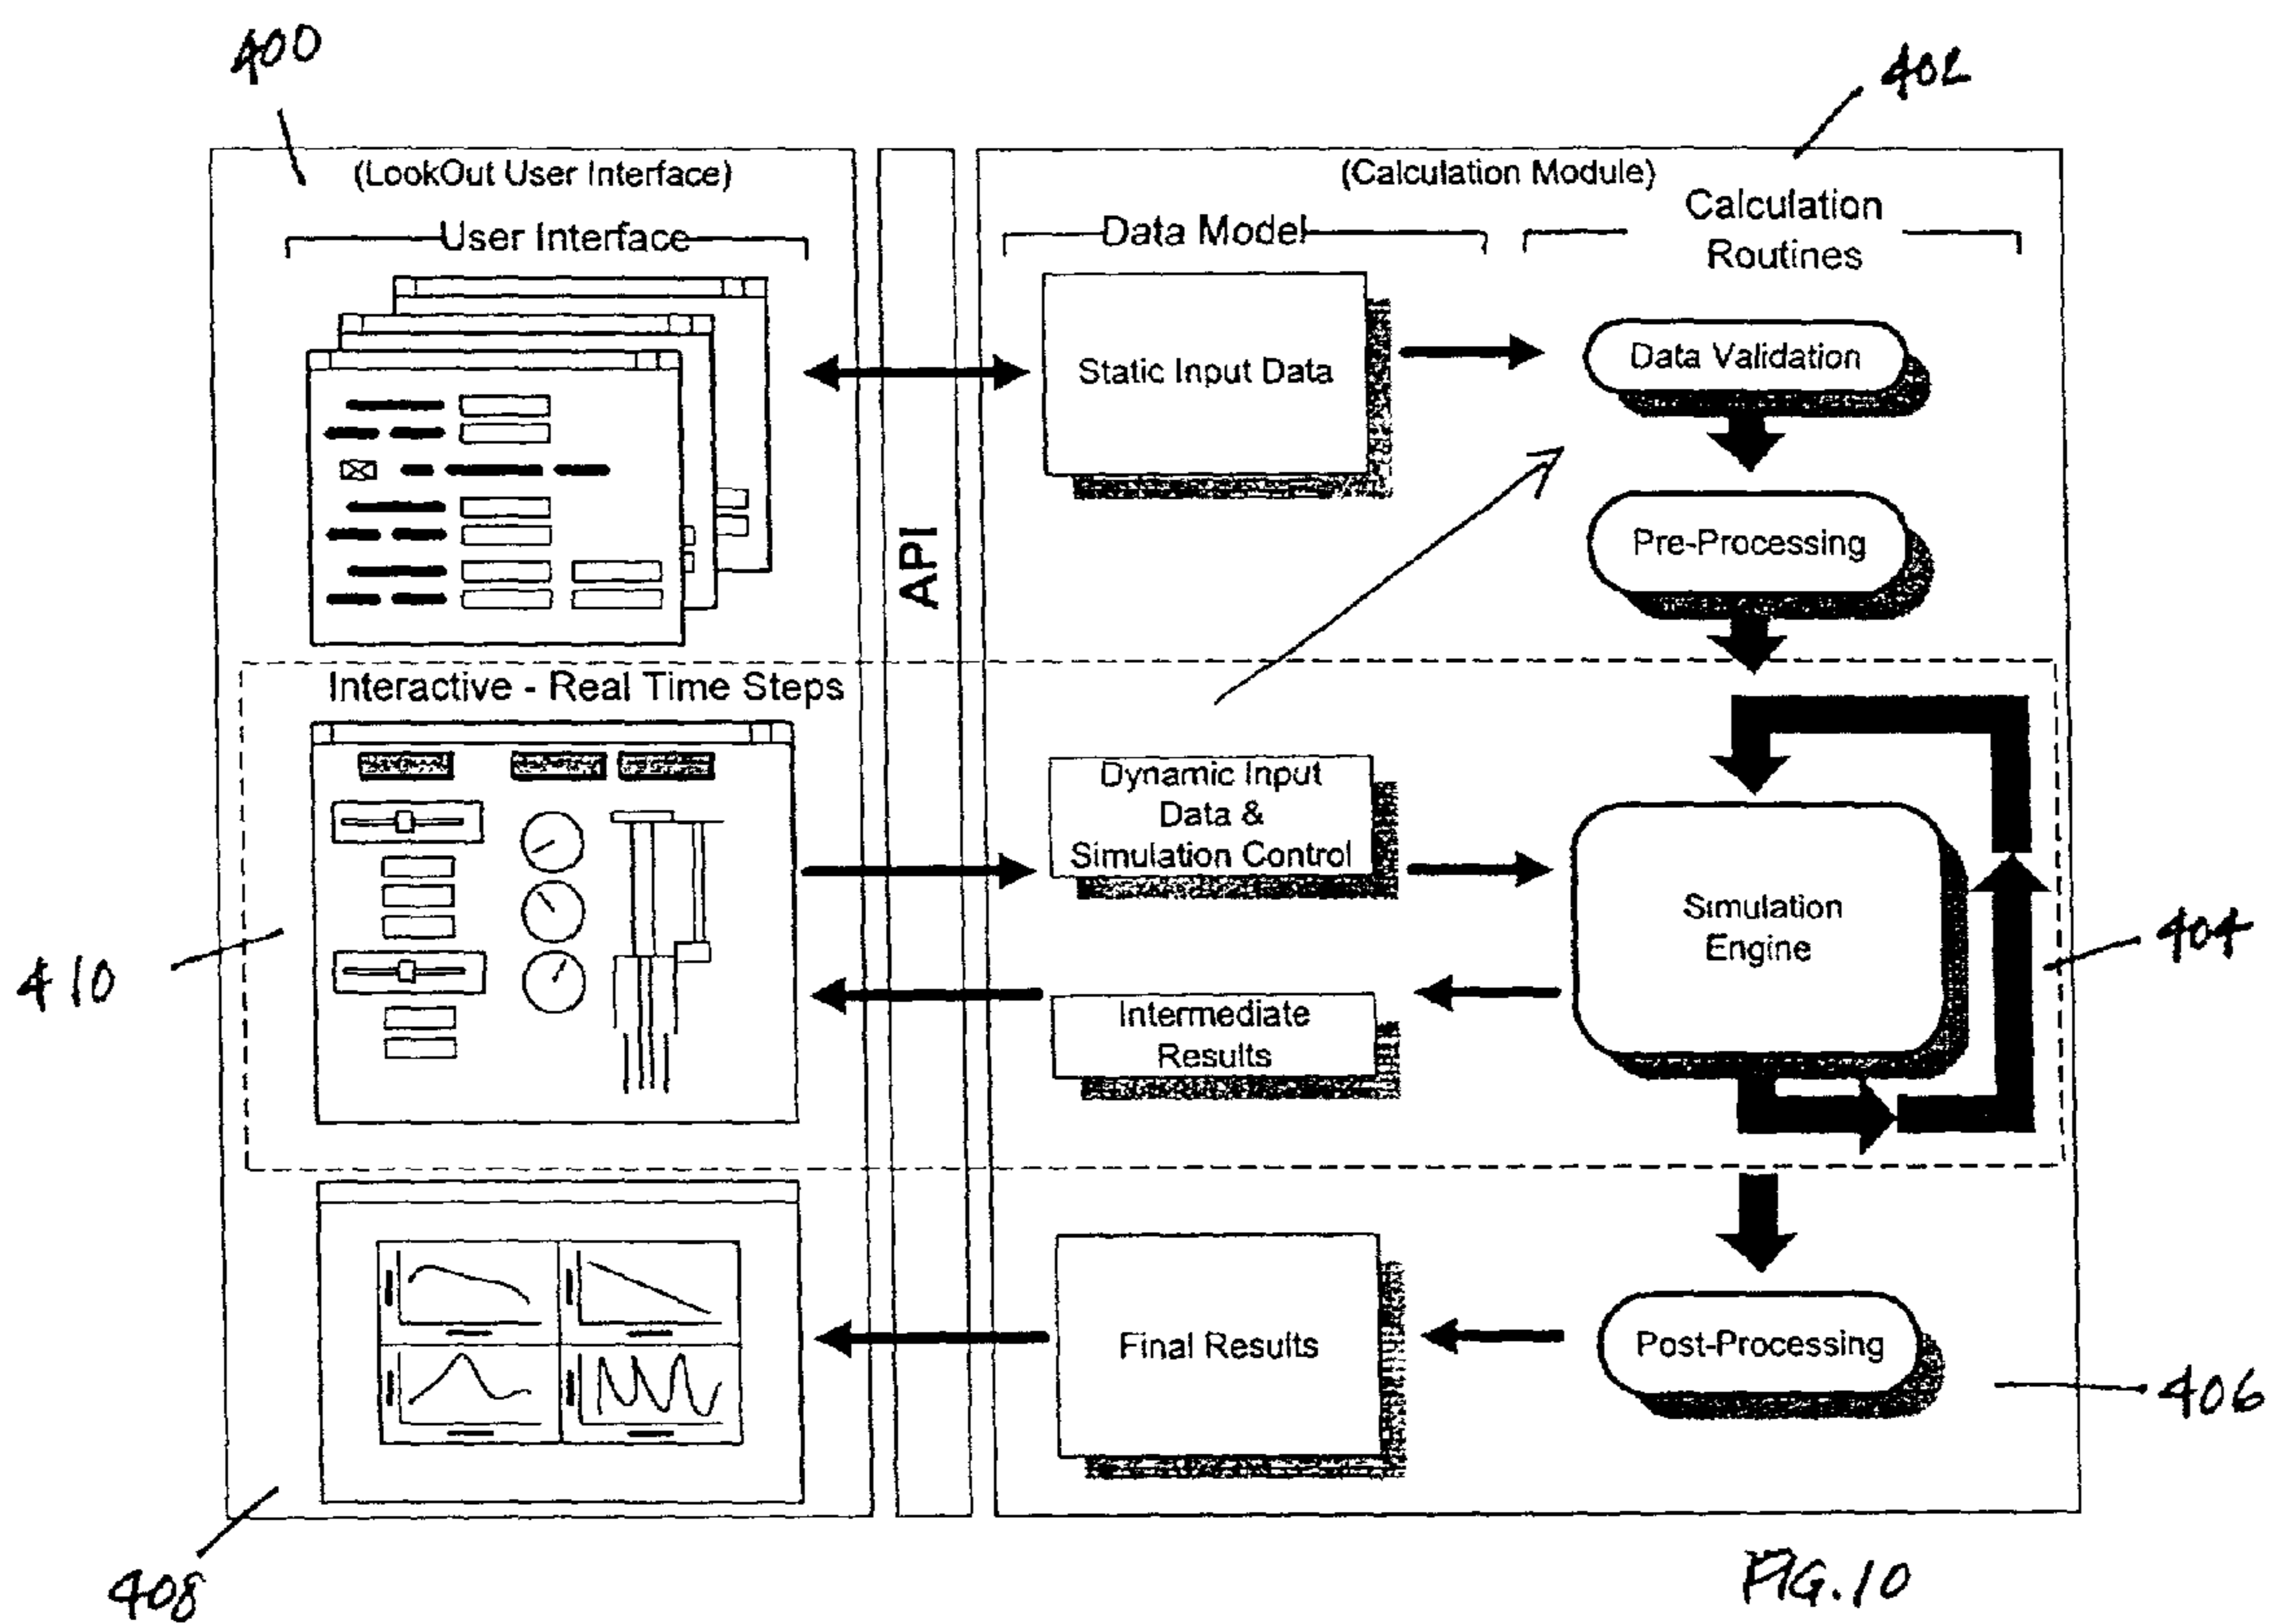 400
402
(LookOut User Interface)
(Calculation Module)
User Interface
Data Model
Calculation
Routines
Static Input Data
Data Validation
Pre-Processing
API
Interactive - Real Time Steps
Dynamic Input
Data &
Simulation Control
Simulation
Engine
404
410
Intermediate
Results
Final Results
Post-Processing
406
408
FIG. 10